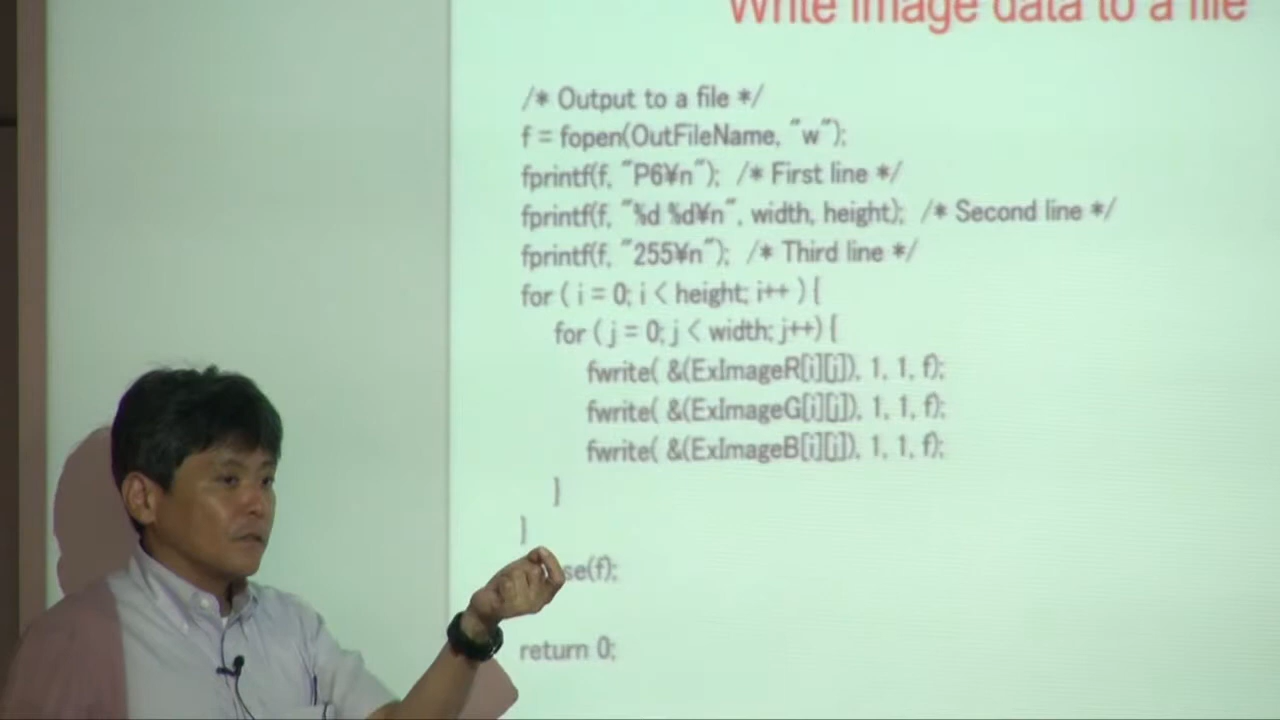 Write image data to a file
/* Output to a file */
f = fopen(OutFileName, "w");
fprintf(f, "P6¥n"); /* First line */
fprintf(f, "%d %d¥n", width, height); /* Second line */
fprintf(f, "255¥n"); /* Third line */
for ( i = 0; i < height; i++ ) {
for ( j = 0; j < width; j++) {
fwrite( &(ExImageR[i][j]), 1, 1, f);
fwrite( &(ExImageG[i][j]), 1, 1, f);
fwrite( &(ExImageB[i][j]), 1, 1, f);
}
}
se(f);
return 0;